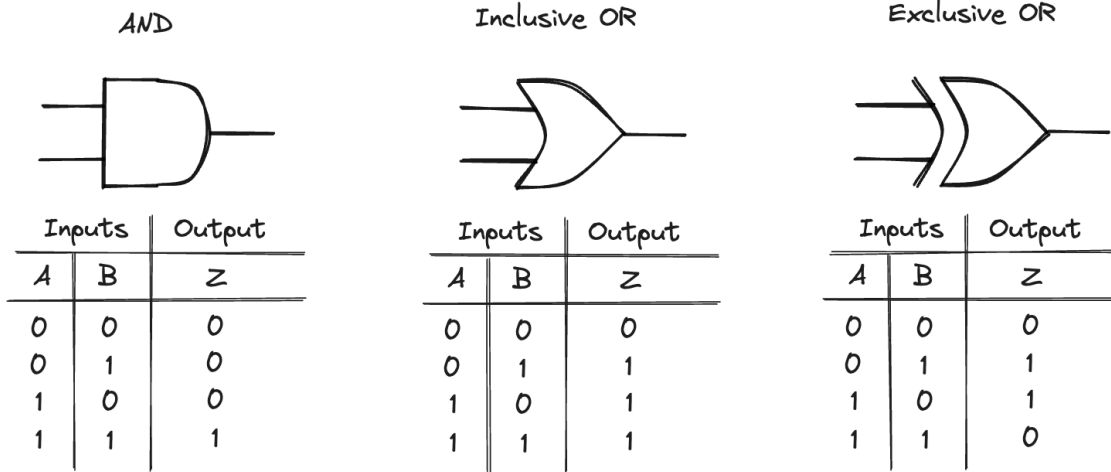 AND
Inputs Output
A B Z
0 0 0
0 1 0
1 0 0
1 1 1
Inclusive OR
Inputs Output
A B Z
0 0 0
0 1 1
1 0 1
1 1 1
Exclusive OR
Inputs Output
A B Z
0 0 0
0 1 1
1 0 1
1 1 0